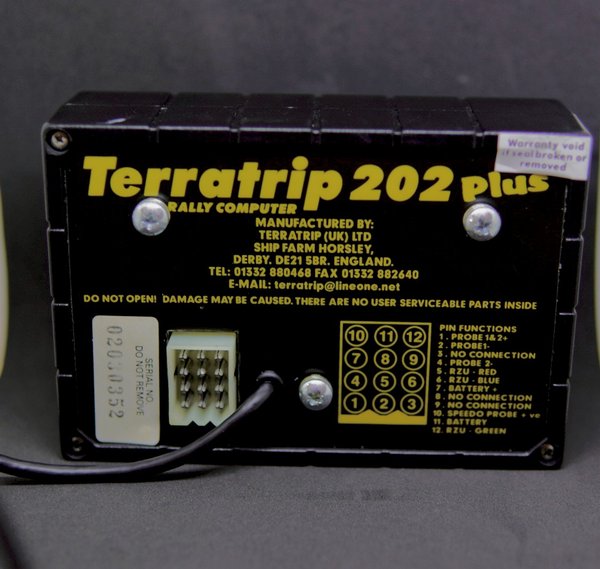 Warranty void
if seal broken or
removed
Terratrip 202 Plus
RALLY COMPUTER
MANUFACTURED BY:
TERRATRIP (UK) LTD
SHIP FARM HORSLEY,
DERBY. DE21 5BR. ENGLAND.
TEL: 01332 880468 FAX 01332 882640
E-MAIL: terratrip@lineone.net
DO NOT OPEN! DAMAGE MAY BE CAUSED. THERE ARE NO USER SERVICEABLE PARTS INSIDE
SERIAL NO.
DO NOT REMOVE
02030352
10 11 12
7 8 9
4 5 6
1 2 3
PIN FUNCTIONS
1. PROBE 1&2+
2. PROBE1-
3. NO CONNECTION
4. PROBE 2-
5. RZU - RED
6. RZU - BLUE
7. BATTERY +
8. NO CONNECTION
9. NO CONNECTION
10. SPEEDO PROBE + ve
11. BATTERY
12. RZU - GREEN